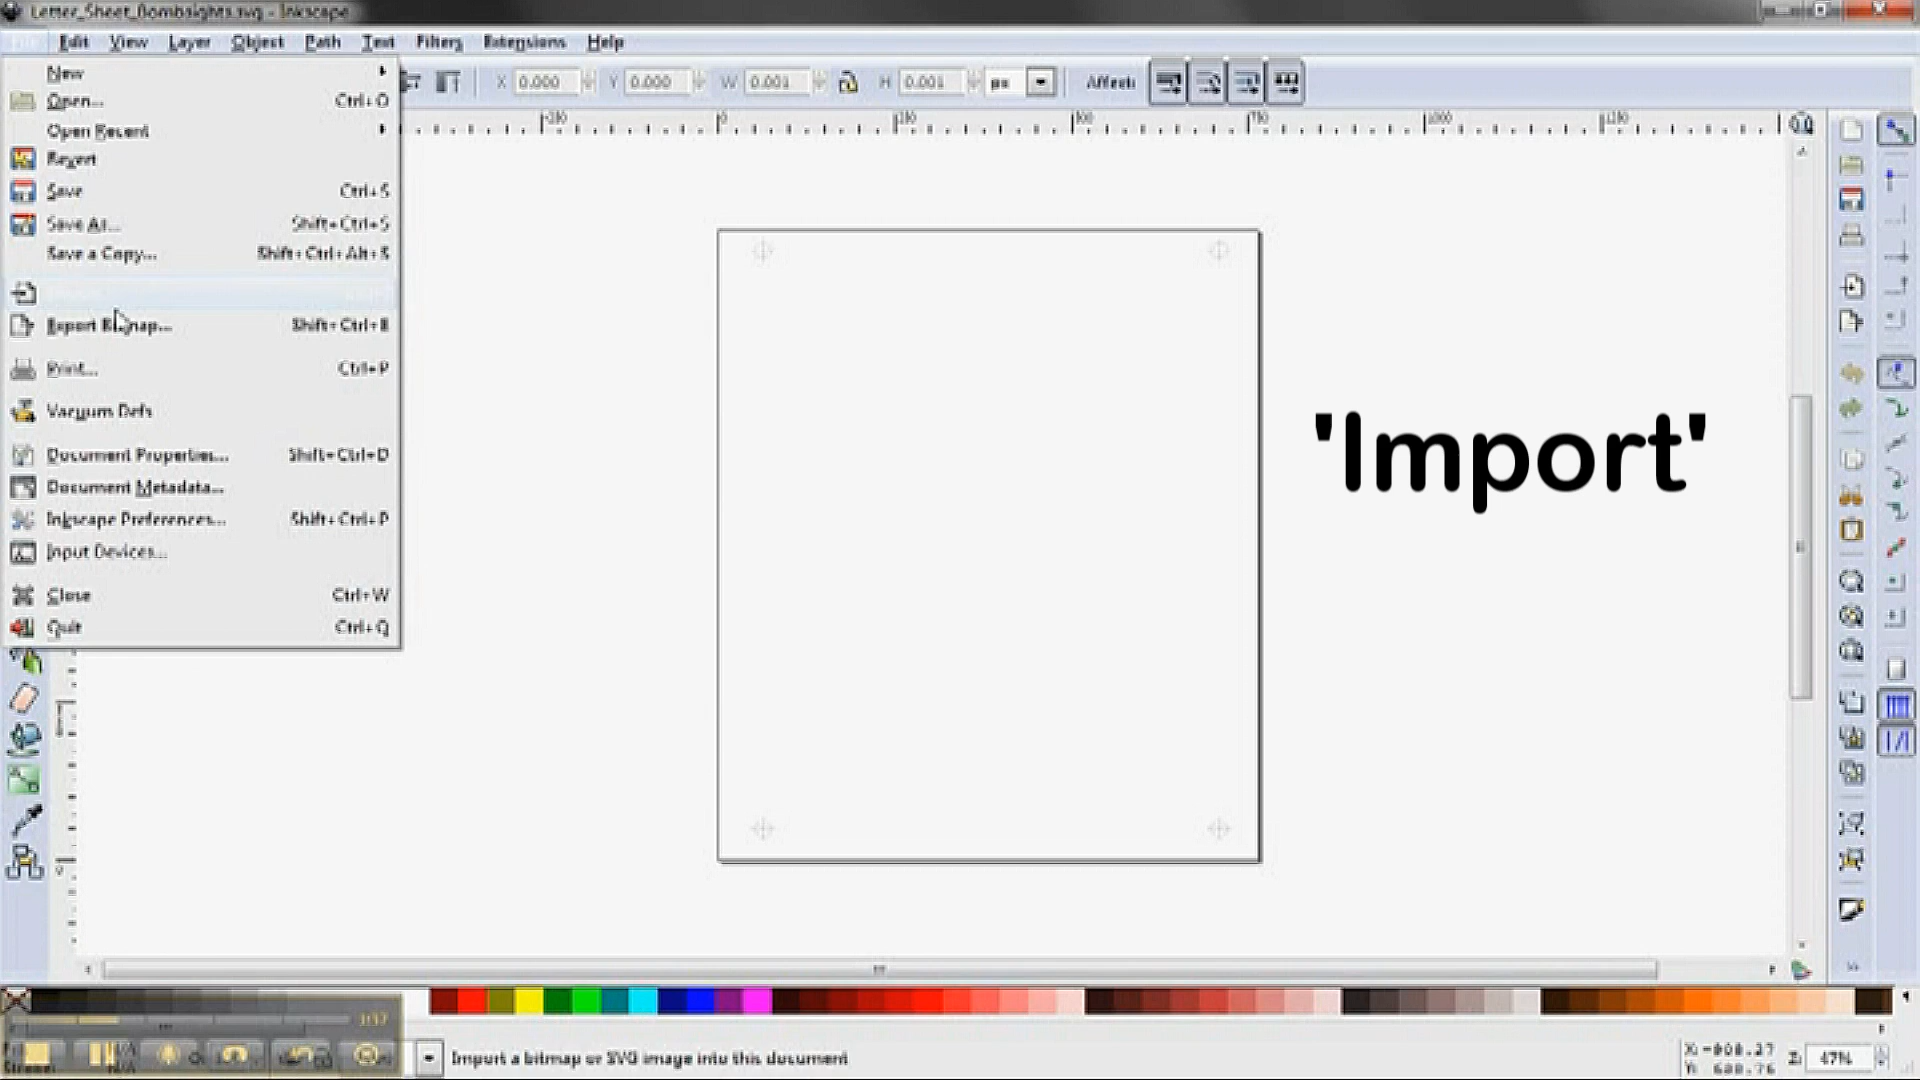 Letter_Sheet_Bombsights.svg - Inkscape
Edit View Layer Object Path Text Filters Extensions Help
X 0.000 Y 0.000 W 0.001 H 0.001 px Affect:
New
Open... Ctrl+O
Open Recent
Revert
Save Ctrl+S
Save As... Shift+Ctrl+S
Save a Copy... Shift+Ctrl+Alt+S
Export Bitmap... Shift+Ctrl+E
Print... Ctrl+P
Vacuum Defs
Document Properties... Shift+Ctrl+D
Document Metadata...
Inkscape Preferences... Shift+Ctrl+P
Input Devices...
Close Ctrl+W
Quit Ctrl+Q
'Import'
1:37
Import a bitmap or SVG image into this document
Z: 47%